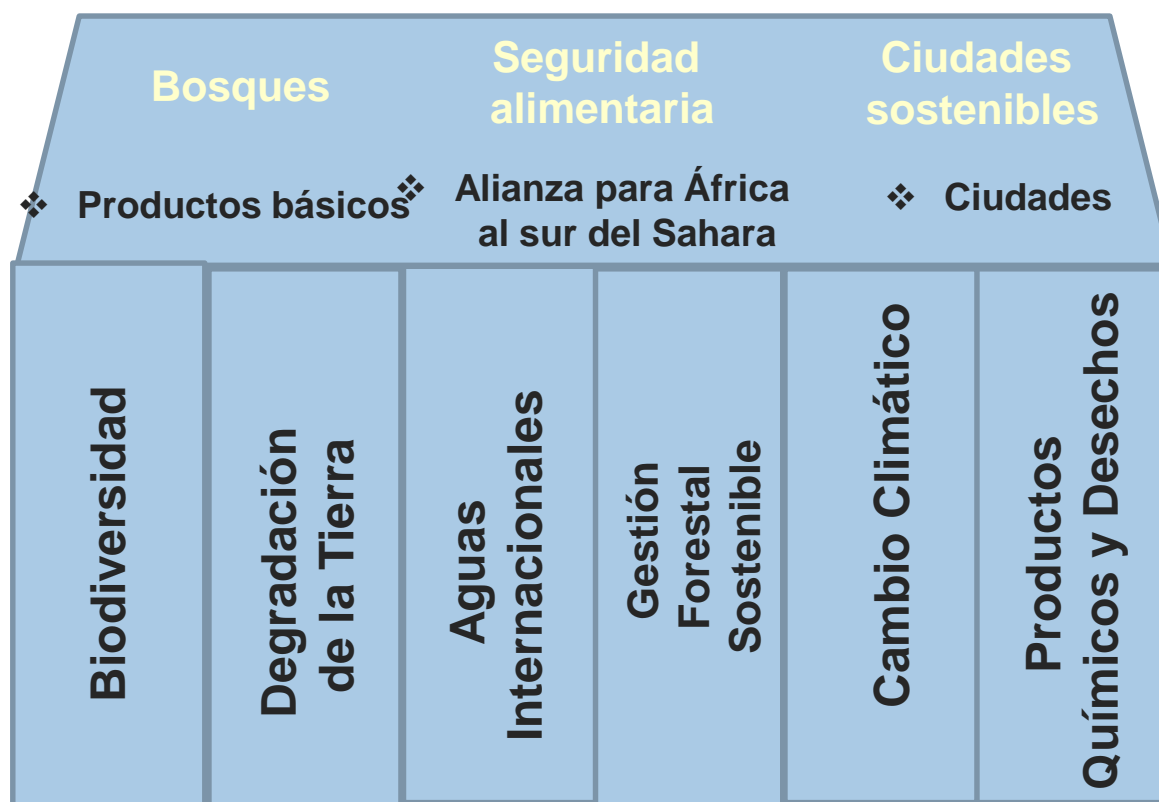 Bosques
Seguridad
alimentaria
Ciudades
sostenibles
❖ Productos básicos
❖ Alianza para África
al sur del Sahara
❖ Ciudades
Biodiversidad
Degradación
de la Tierra
Aguas
Internacionales
Gestión
Forestal
Sostenible
Cambio Climático
Productos
Químicos y Desechos